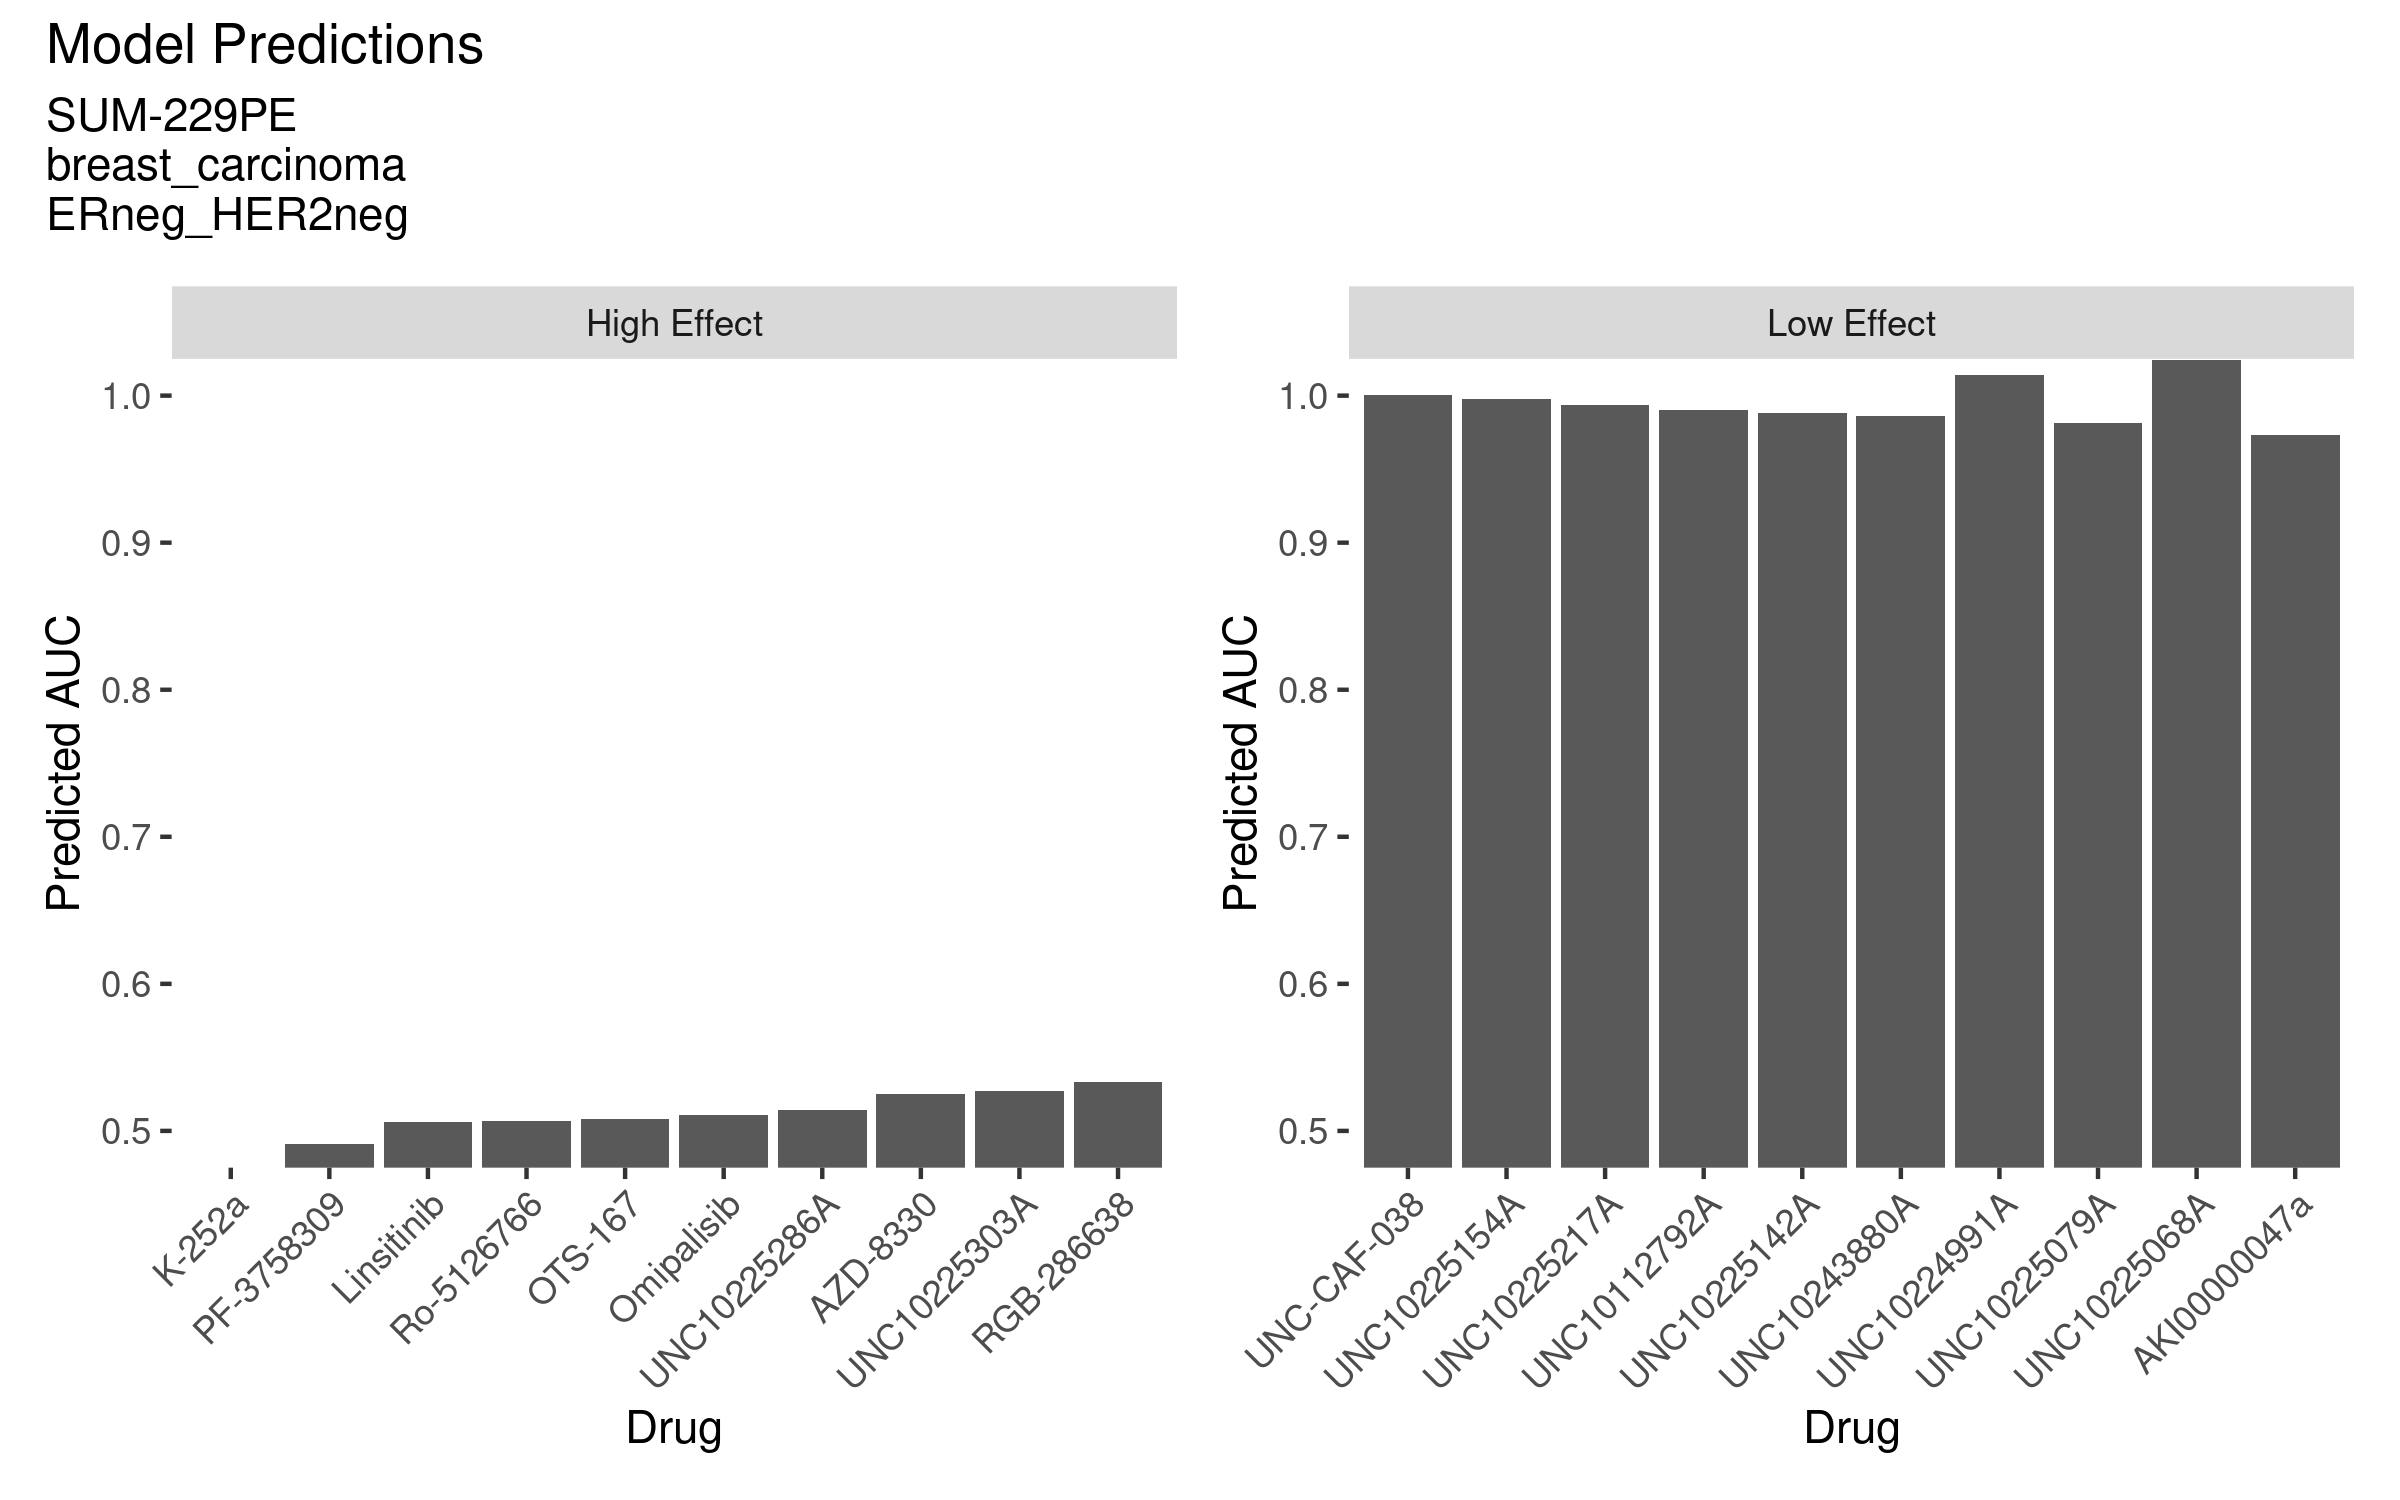 Model Predictions
SUM-229PE
breast_carcinoma
ERneg_HER2neg
High Effect
Predicted AUC
1.0
0.9
0.8
0.7
0.6
0.5
K-252a
PF-3758309
Linsitinib
Ro-5126766
OTS-167
Omipalisib
UNC10225286A
AZD-8330
UNC10225303A
RGB-286638
Drug
Low Effect
Predicted AUC
1.0
0.9
0.8
0.7
0.6
0.5
UNC-CAF-038
UNC10225154A
UNC10225217A
UNC10112792A
UNC10225142A
UNC10243880A
UNC10224991A
UNC10225079A
UNC10225068A
AKI00000047a
Drug